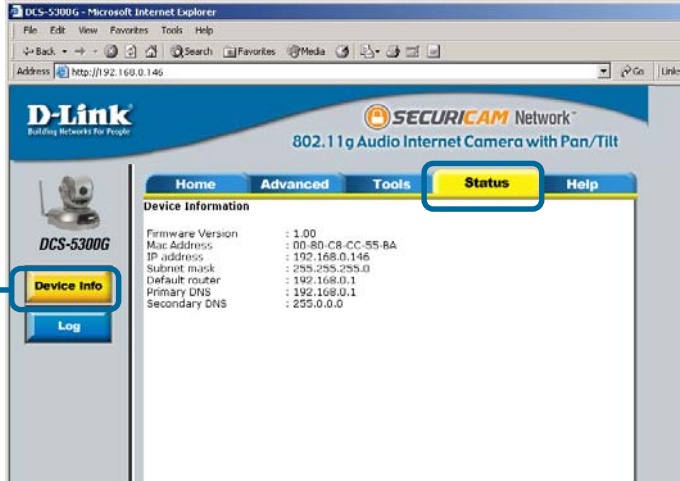 DCS-5300G - Microsoft Internet Explorer
File Edit View Favorites Tools Help
Back Search Favorites Media
Address http://192.168.0.146 Go Links
D-Link
Building Networks for People
SECURICAM Network™
802.11g Audio Internet Camera with Pan/Tilt
Home Advanced Tools Status Help
DCS-5300G
Device Info
Log
Device Information
Firmware Version : 1.00
Mac Address : 00-80-C8-CC-55-BA
IP address : 192.168.0.146
Subnet mask : 255.255.255.0
Default router : 192.168.0.1
Primary DNS : 192.168.0.1
Secondary DNS : 255.0.0.0